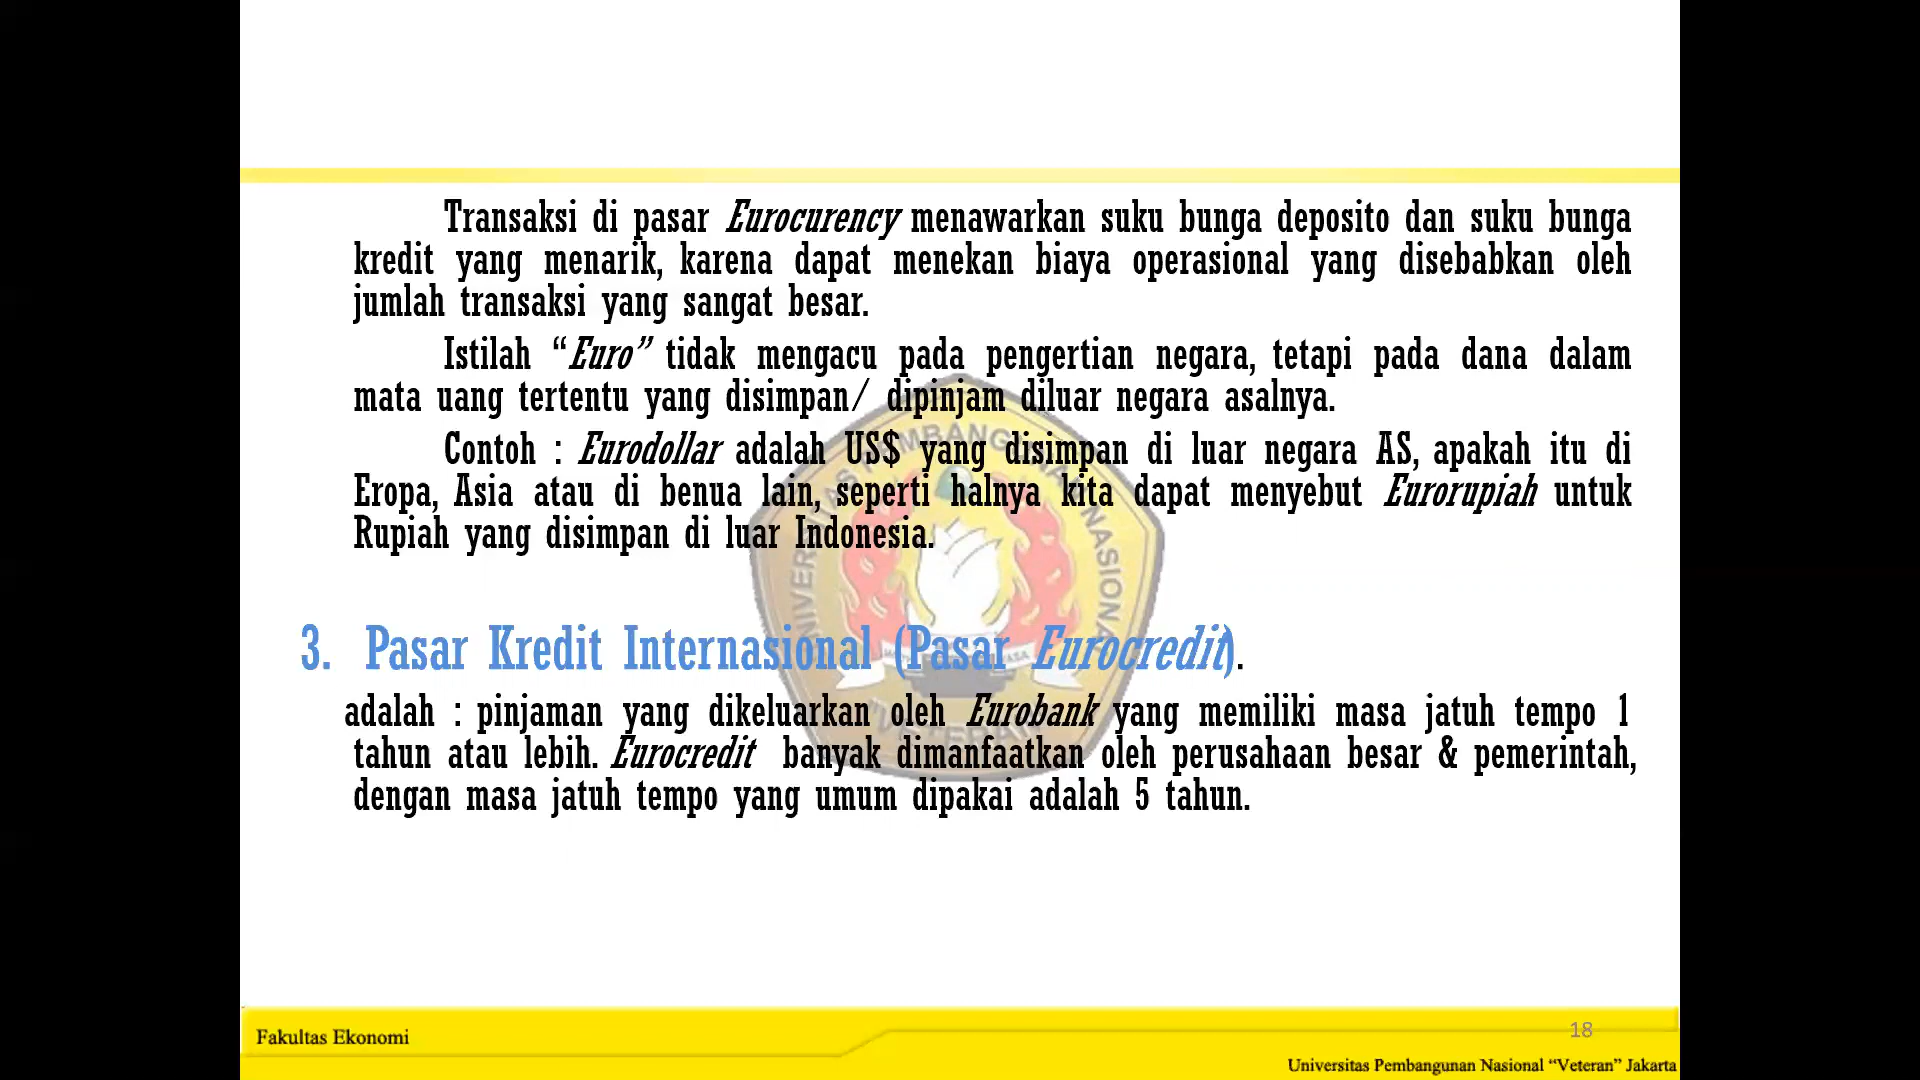 Transaksi di pasar Eurocurency menawarkan suku bunga deposito dan suku bunga
kredit yang menarik, karena dapat menekan biaya operasional yang disebabkan oleh
jumlah transaksi yang sangat besar.
Istilah “Euro” tidak mengacu pada pengertian negara, tetapi pada dana dalam
mata uang tertentu yang disimpan/ dipinjam diluar negara asalnya.
Contoh : Eurodollar adalah US$ yang disimpan di luar negara AS, apakah itu di
Eropa, Asia atau di benua lain, seperti halnya kita dapat menyebut Eurorupiah untuk
Rupiah yang disimpan di luar Indonesia.
UNIVERSITAS PEMBANGUNAN NASIONAL
3. Pasar Kredit Internasional (Pasar Eurocredit).
adalah : pinjaman yang dikeluarkan oleh Eurobank yang memiliki masa jatuh tempo 1
"VETERAN"
tahun atau lebih. Eurocredit banyak dimanfaatkan oleh perusahaan besar & pemerintah,
dengan masa jatuh tempo yang umum dipakai adalah 5 tahun.
18
Fakultas Ekonomi
Universitas Pembangunan Nasional “Veteran” Jakarta